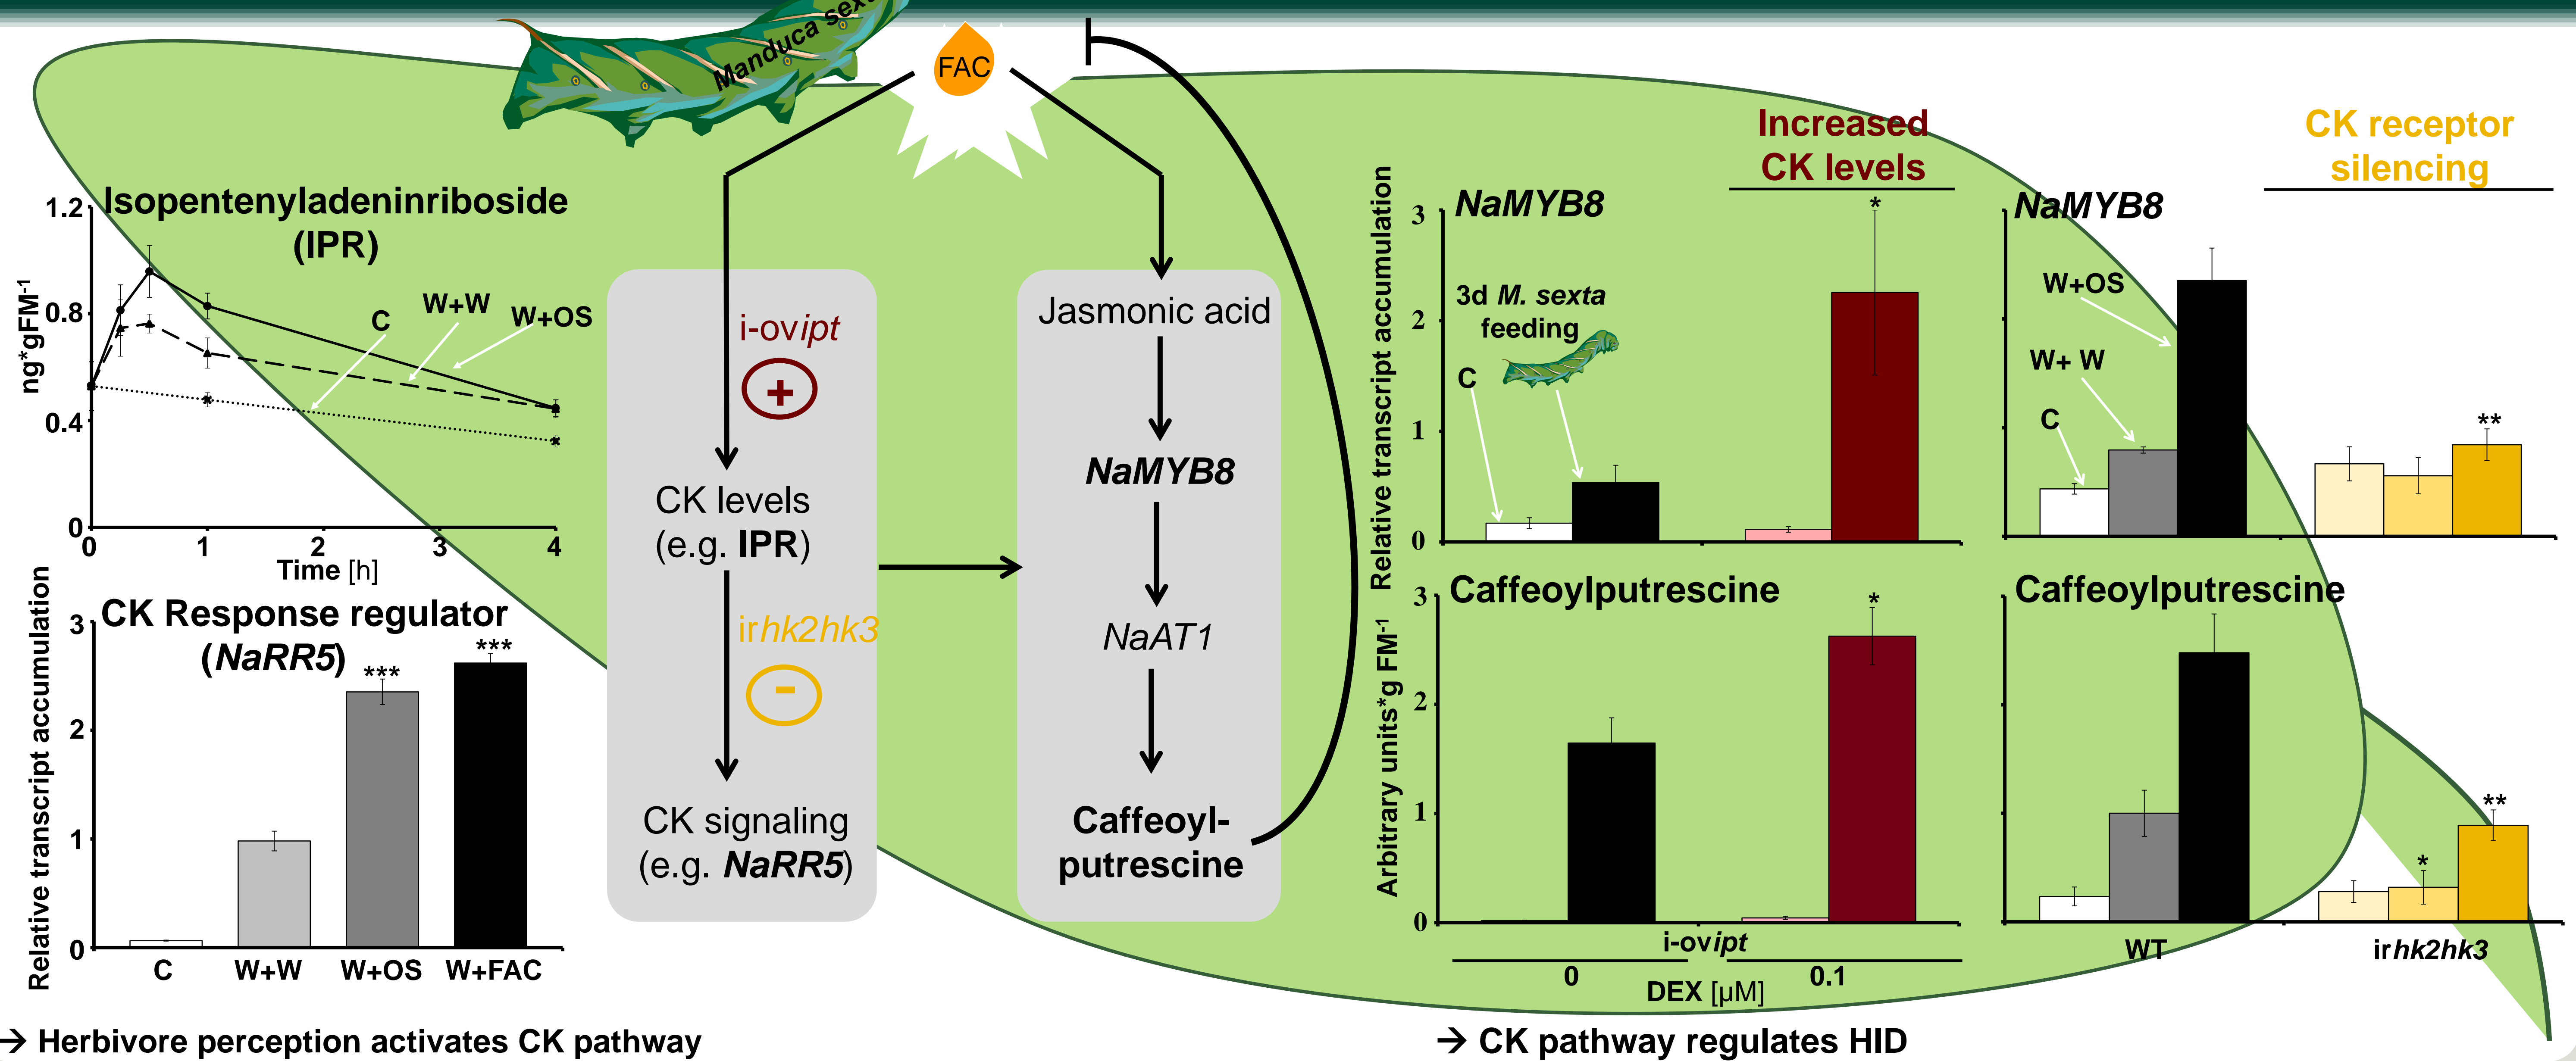 Manduca sexta
FAC
Isopentenyladeninriboside
(IPR)
ng*gFM-1
1.2
0.8
0.4
0
C
W+W
W+OS
0 1 2 3 4
Time [h]
CK Response regulator
(NaRR5)
Relative transcript accumulation
3
2
1
0
***
***
C W+W W+OS W+FAC
→ Herbivore perception activates CK pathway
i-ovipt
+
CK levels
(e.g. IPR)
irhk2hk3
-
CK signaling
(e.g. NaRR5)
Jasmonic acid
NaMYB8
NaAT1
Caffeoyl-
putrescine
Increased
CK levels
NaMYB8
Relative transcript accumulation
3
2
1
0
3d M. sexta
feeding
C
*
CK receptor
silencing
NaMYB8
W+OS
W+ W
C
**
Caffeoylputrescine
Arbitrary units*g FM-1
3
2
1
0
*
i-ovipt
0 0.1
DEX [µM]
Caffeoylputrescine
*
**
WT irhk2hk3
→ CK pathway regulates HID